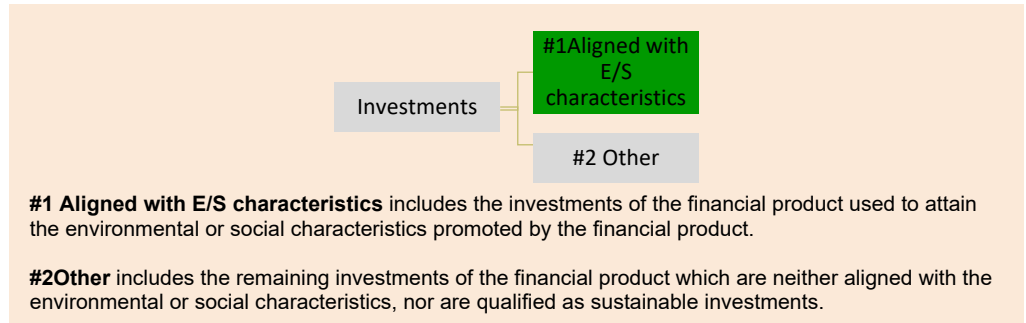 #1Aligned with
E/S
characteristics
Investments
#2 Other
#1 Aligned with E/S characteristics includes the investments of the financial product used to attain
the environmental or social characteristics promoted by the financial product.
#2Other includes the remaining investments of the financial product which are neither aligned with the
environmental or social characteristics, nor are qualified as sustainable investments.